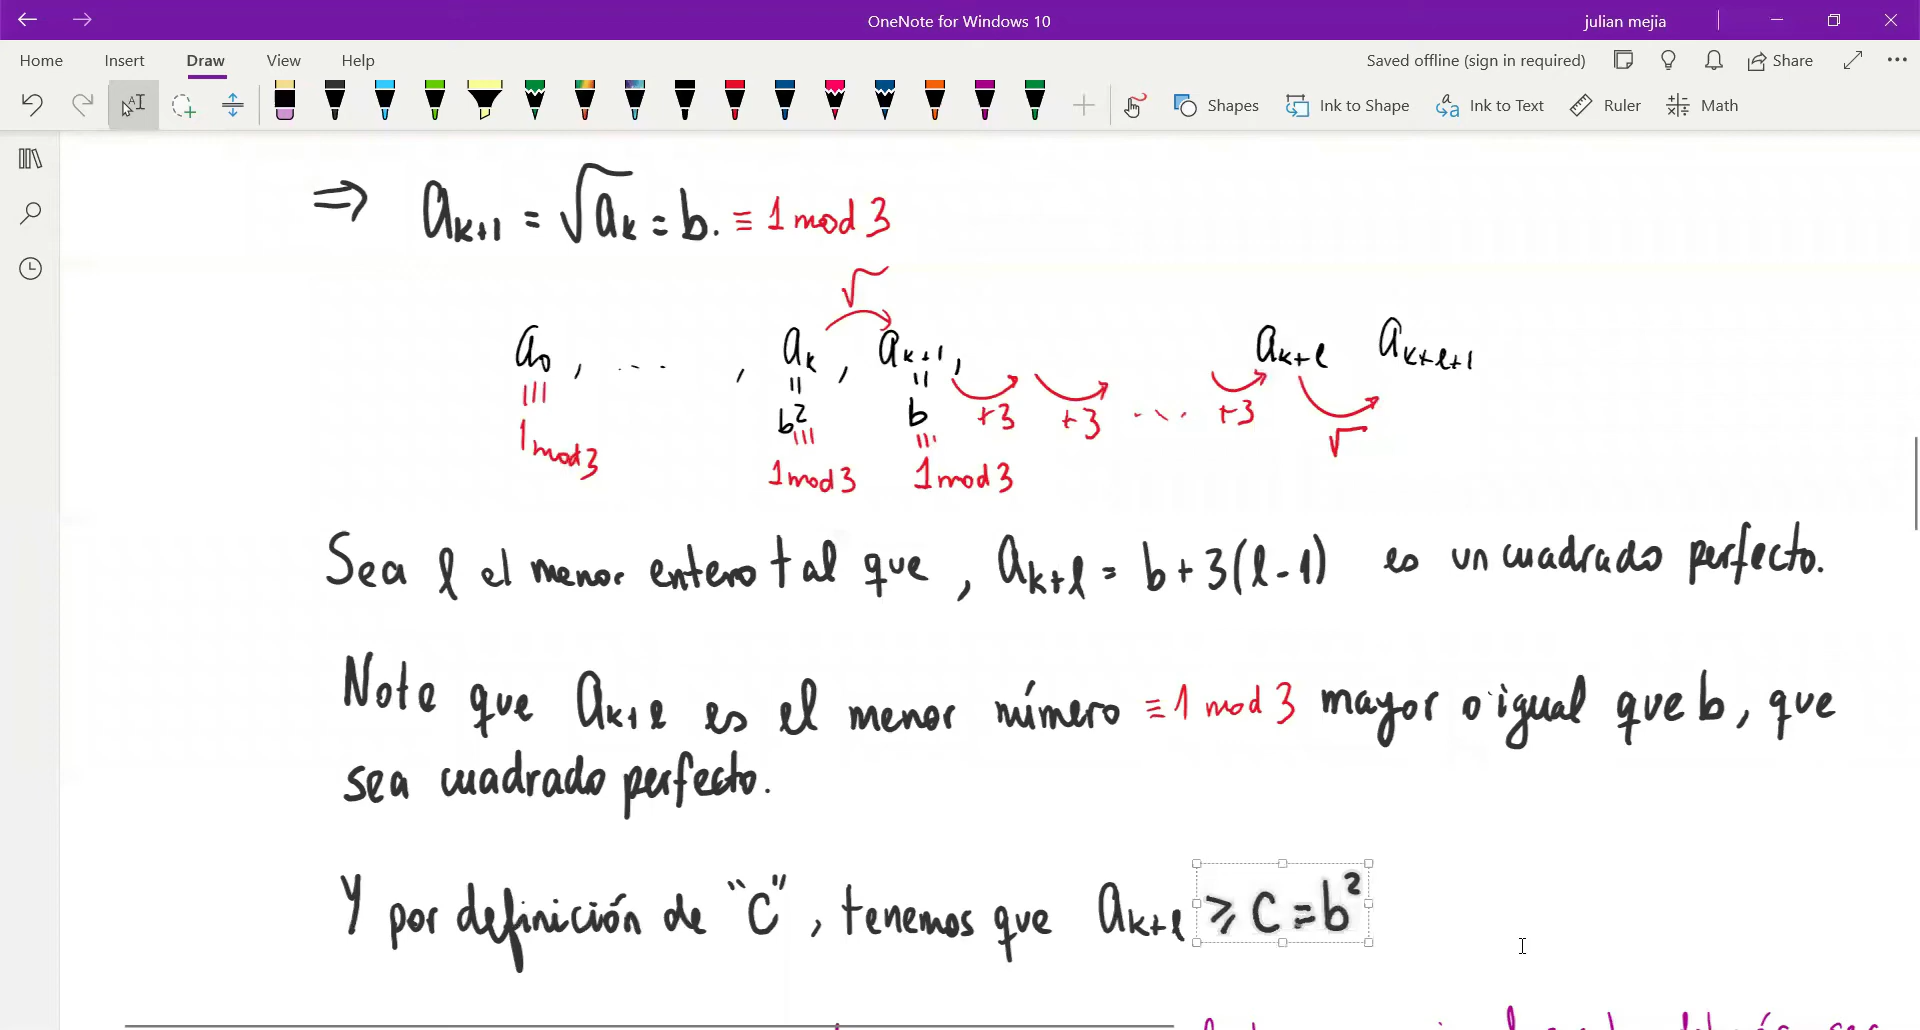 OneNote for Windows 10
julian mejia
Home Insert Draw View Help
Saved offline (sign in required) Share
Shapes Ink to Shape Ink to Text Ruler Math
⇒ a_{k+1} = √a_k = b. ≡ 1 mod 3
√
a_0 , ..... , a_k , a_{k+1} , a_{k+l} a_{k+l+1}
||| || ||
b² b +3 +3 ... +3 √
1 mod 3 ||| |||
1 mod 3 1 mod 3
Sea l el menor entero tal que , a_{k+l} = b+3(l-1) es un cuadrado perfecto.
Note que a_{k+l} es el menor número ≡ 1 mod 3 mayor o igual que b, que
sea cuadrado perfecto.
Y por definición de "C" , tenemos que a_{k+l} ≥ C = b²